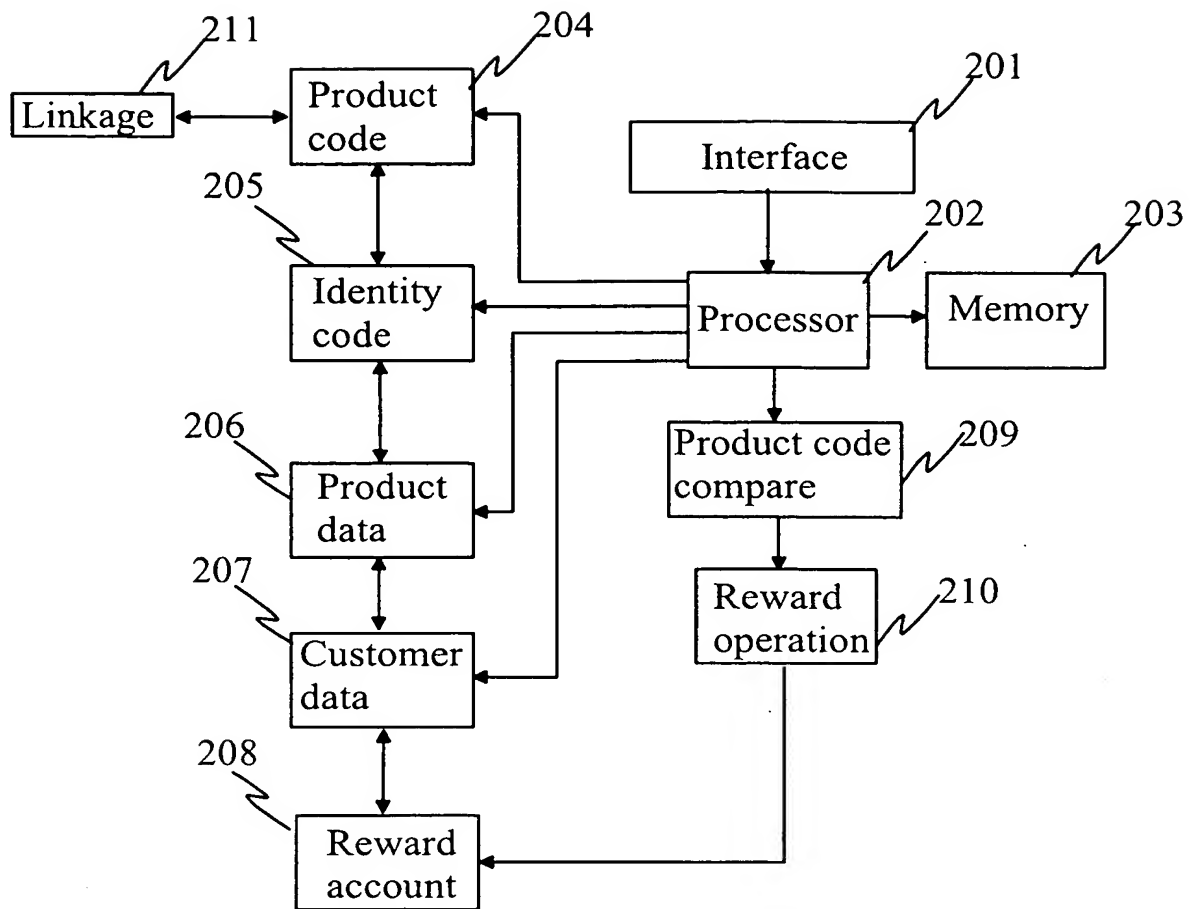 211
204
201
Linkage
Product
code
Interface
205
202
203
Identity
code
Processor
Memory
206
Product code
compare
209
Product
data
207
Reward
operation
210
Customer
data
208
Reward
account